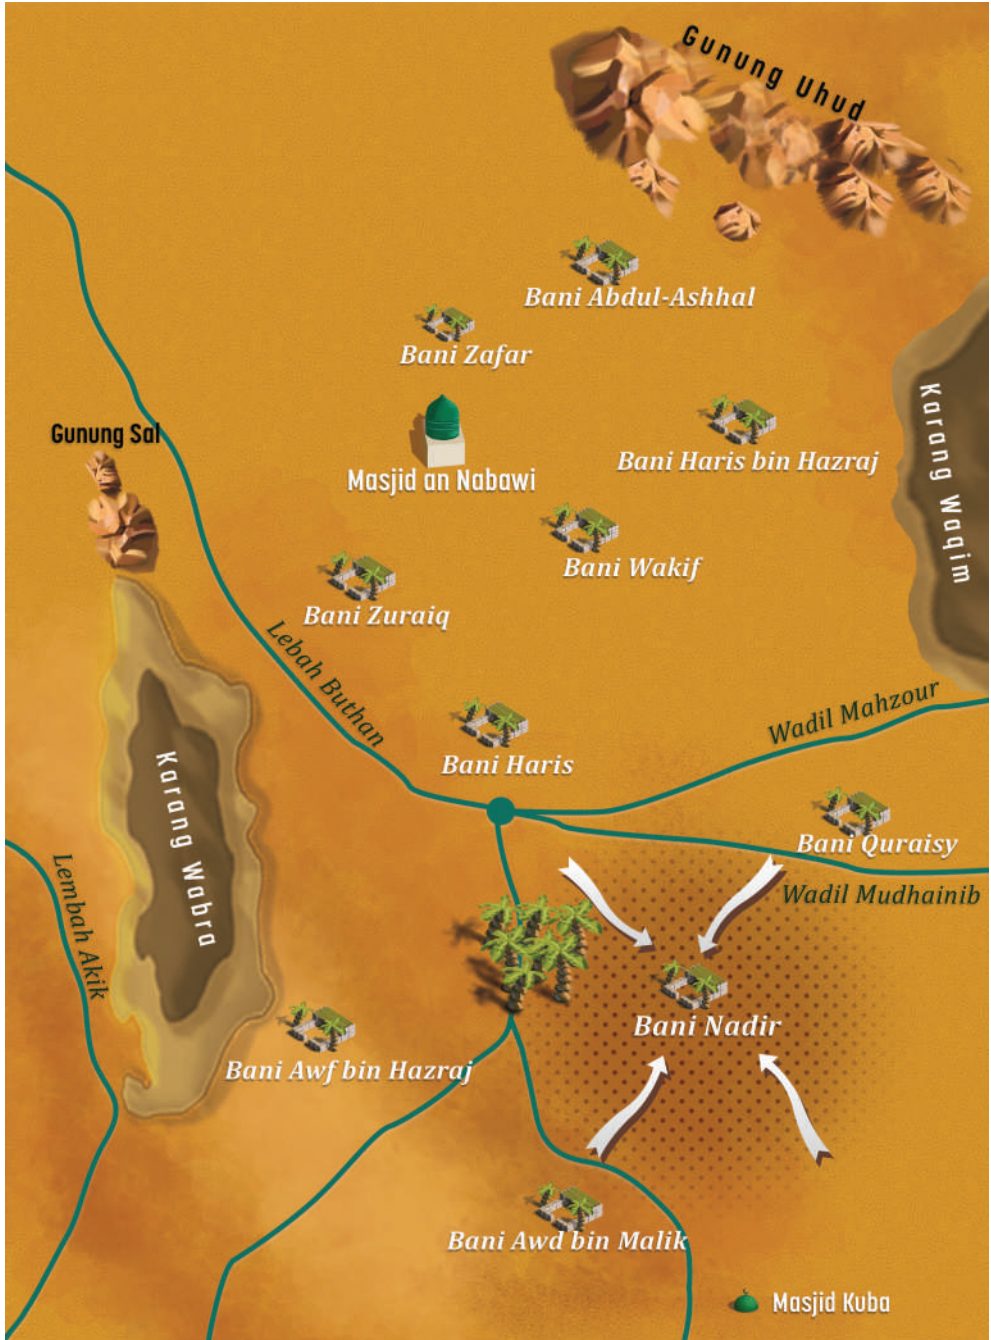 Gunung Uhud
Bani Abdul-Ashhal
Bani Zafar
Karang Waqim
Gunung Sal
Bani Haris bin Hazraj
Masjid an Nabawi
Bani Wakif
Bani Zuraiq
Lebah Buthan
Wadil Mahzour
Bani Haris
Karang Wabra
Bani Quraisy
Lembah Akik
Wadil Mudhainib
Bani Nadir
Bani Awf bin Hazraj
Bani Awd bin Malik
Masjid Kuba